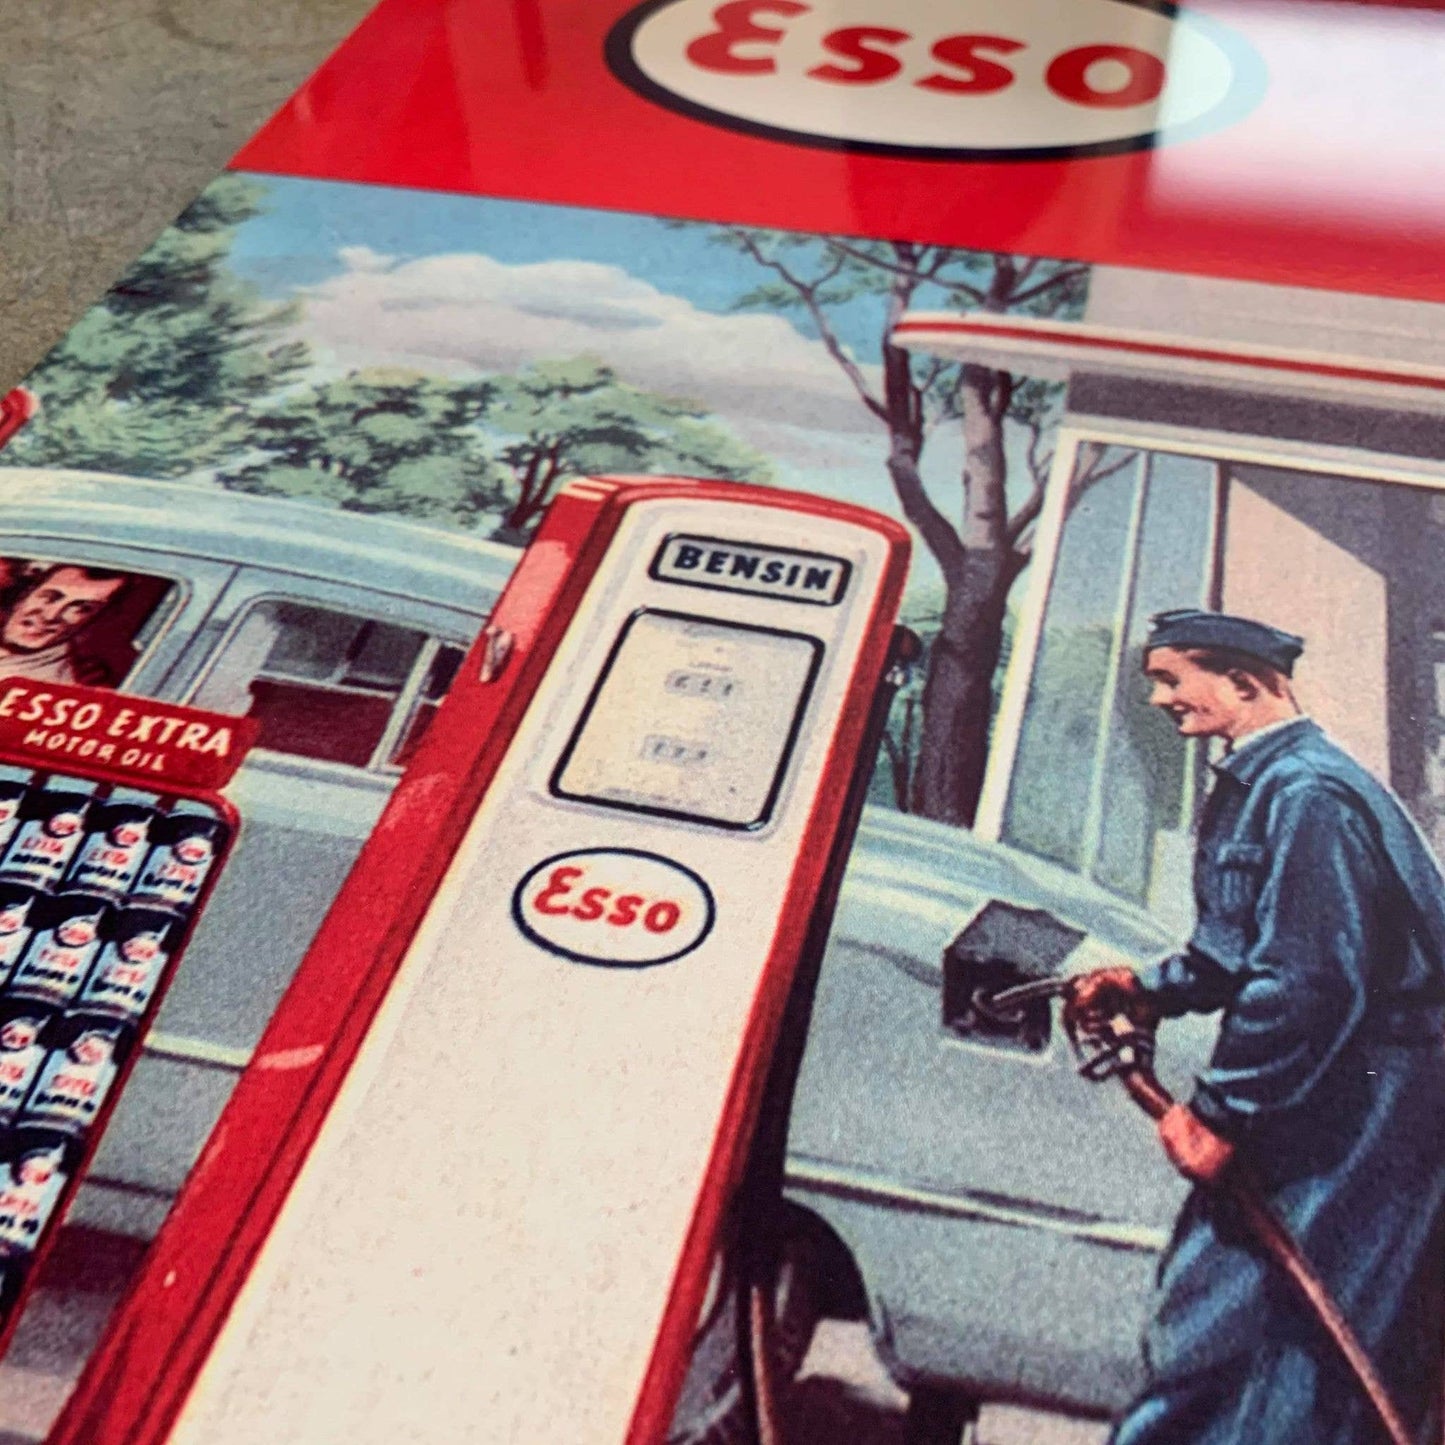 Esso
BENSIN
ESSO EXTRA
MOTOR OIL
Esso